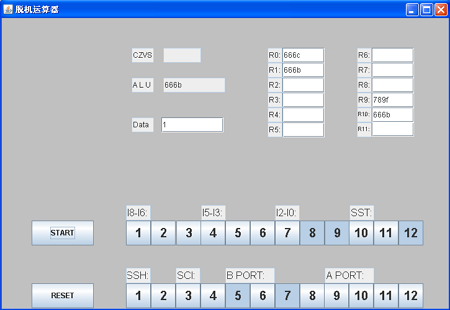 脱机运算器
CZVS R0: 666c R6:
R1: 666b R7:
A L U 666b R2: R8:
R3: R9: 789f
Data 1 R4: R10: 666b
R5: R11:
I8-I6: I5-I3: I2-I0: SST:
START 1 2 3 4 5 6 7 8 9 10 11 12
SSH: SCI: B PORT: A PORT:
RESET 1 2 3 4 5 6 7 8 9 10 11 12